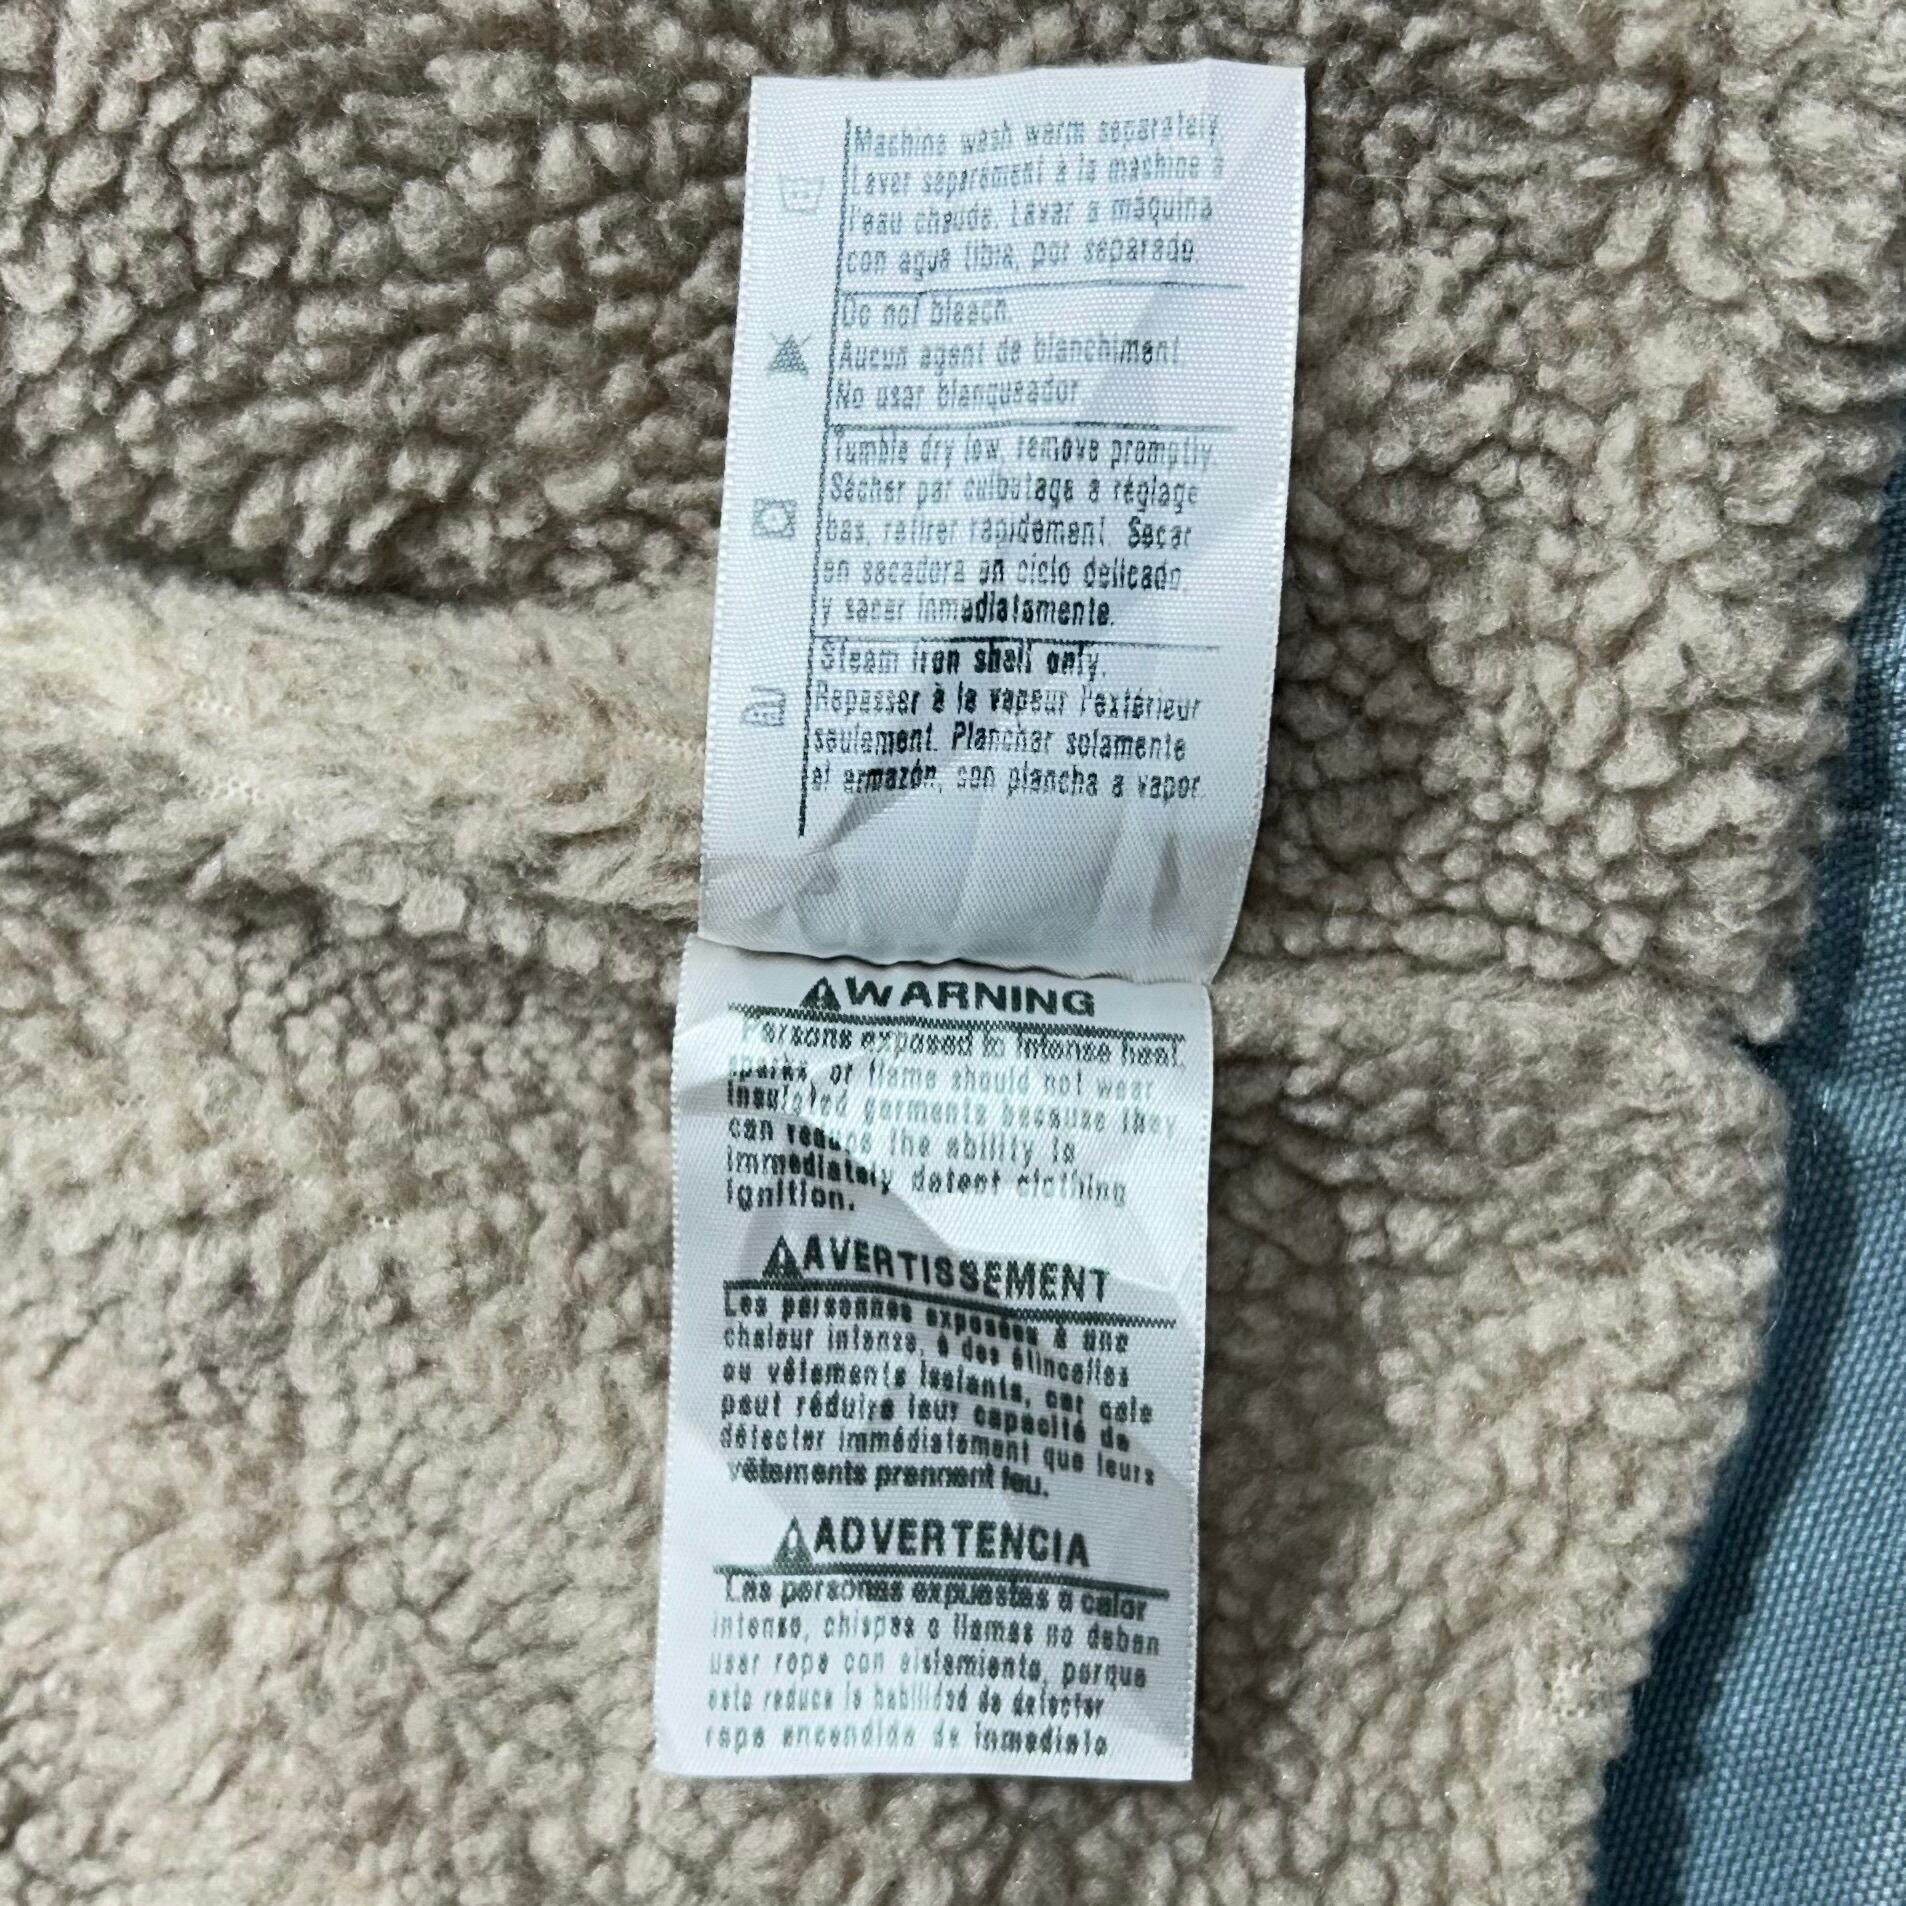 Machine wash warm separately.
Laver séparément à la machine à
l'eau chaude. Lavar a máquina
con agua tibia, por separado.
Do not bleach.
Aucun agent de blanchiment.
No usar blanqueador.
Tumble dry low, remove promptly.
Sécher par culbutage a réglage
bas, retirer rapidement. Secar
en secadora en ciclo delicado,
y sacar inmediatamente.
Steam iron shell only.
Repasser à la vapeur l'extérieur
seulement. Planchar solamente
el armazón, con plancha a vapor.
WARNING
Persons exposed to intense heat,
sparks, or flame should not wear
insulated garments because they
can reduce the ability to
immediately detect clothing
ignition.
AVERTISSEMENT
Les personnes exposées à une
chaleur intense, à des étincelles
ou vêtements isolants, car cela
peut réduire leur capacité de
détecter immédiatement que leurs
vêtements prennent feu.
ADVERTENCIA
Las personas expuestas a calor
intenso, chispas o llamas no deben
usar ropa con aislamiento, porque
esto reduce la habilidad de detectar
ropa encendida de inmediato